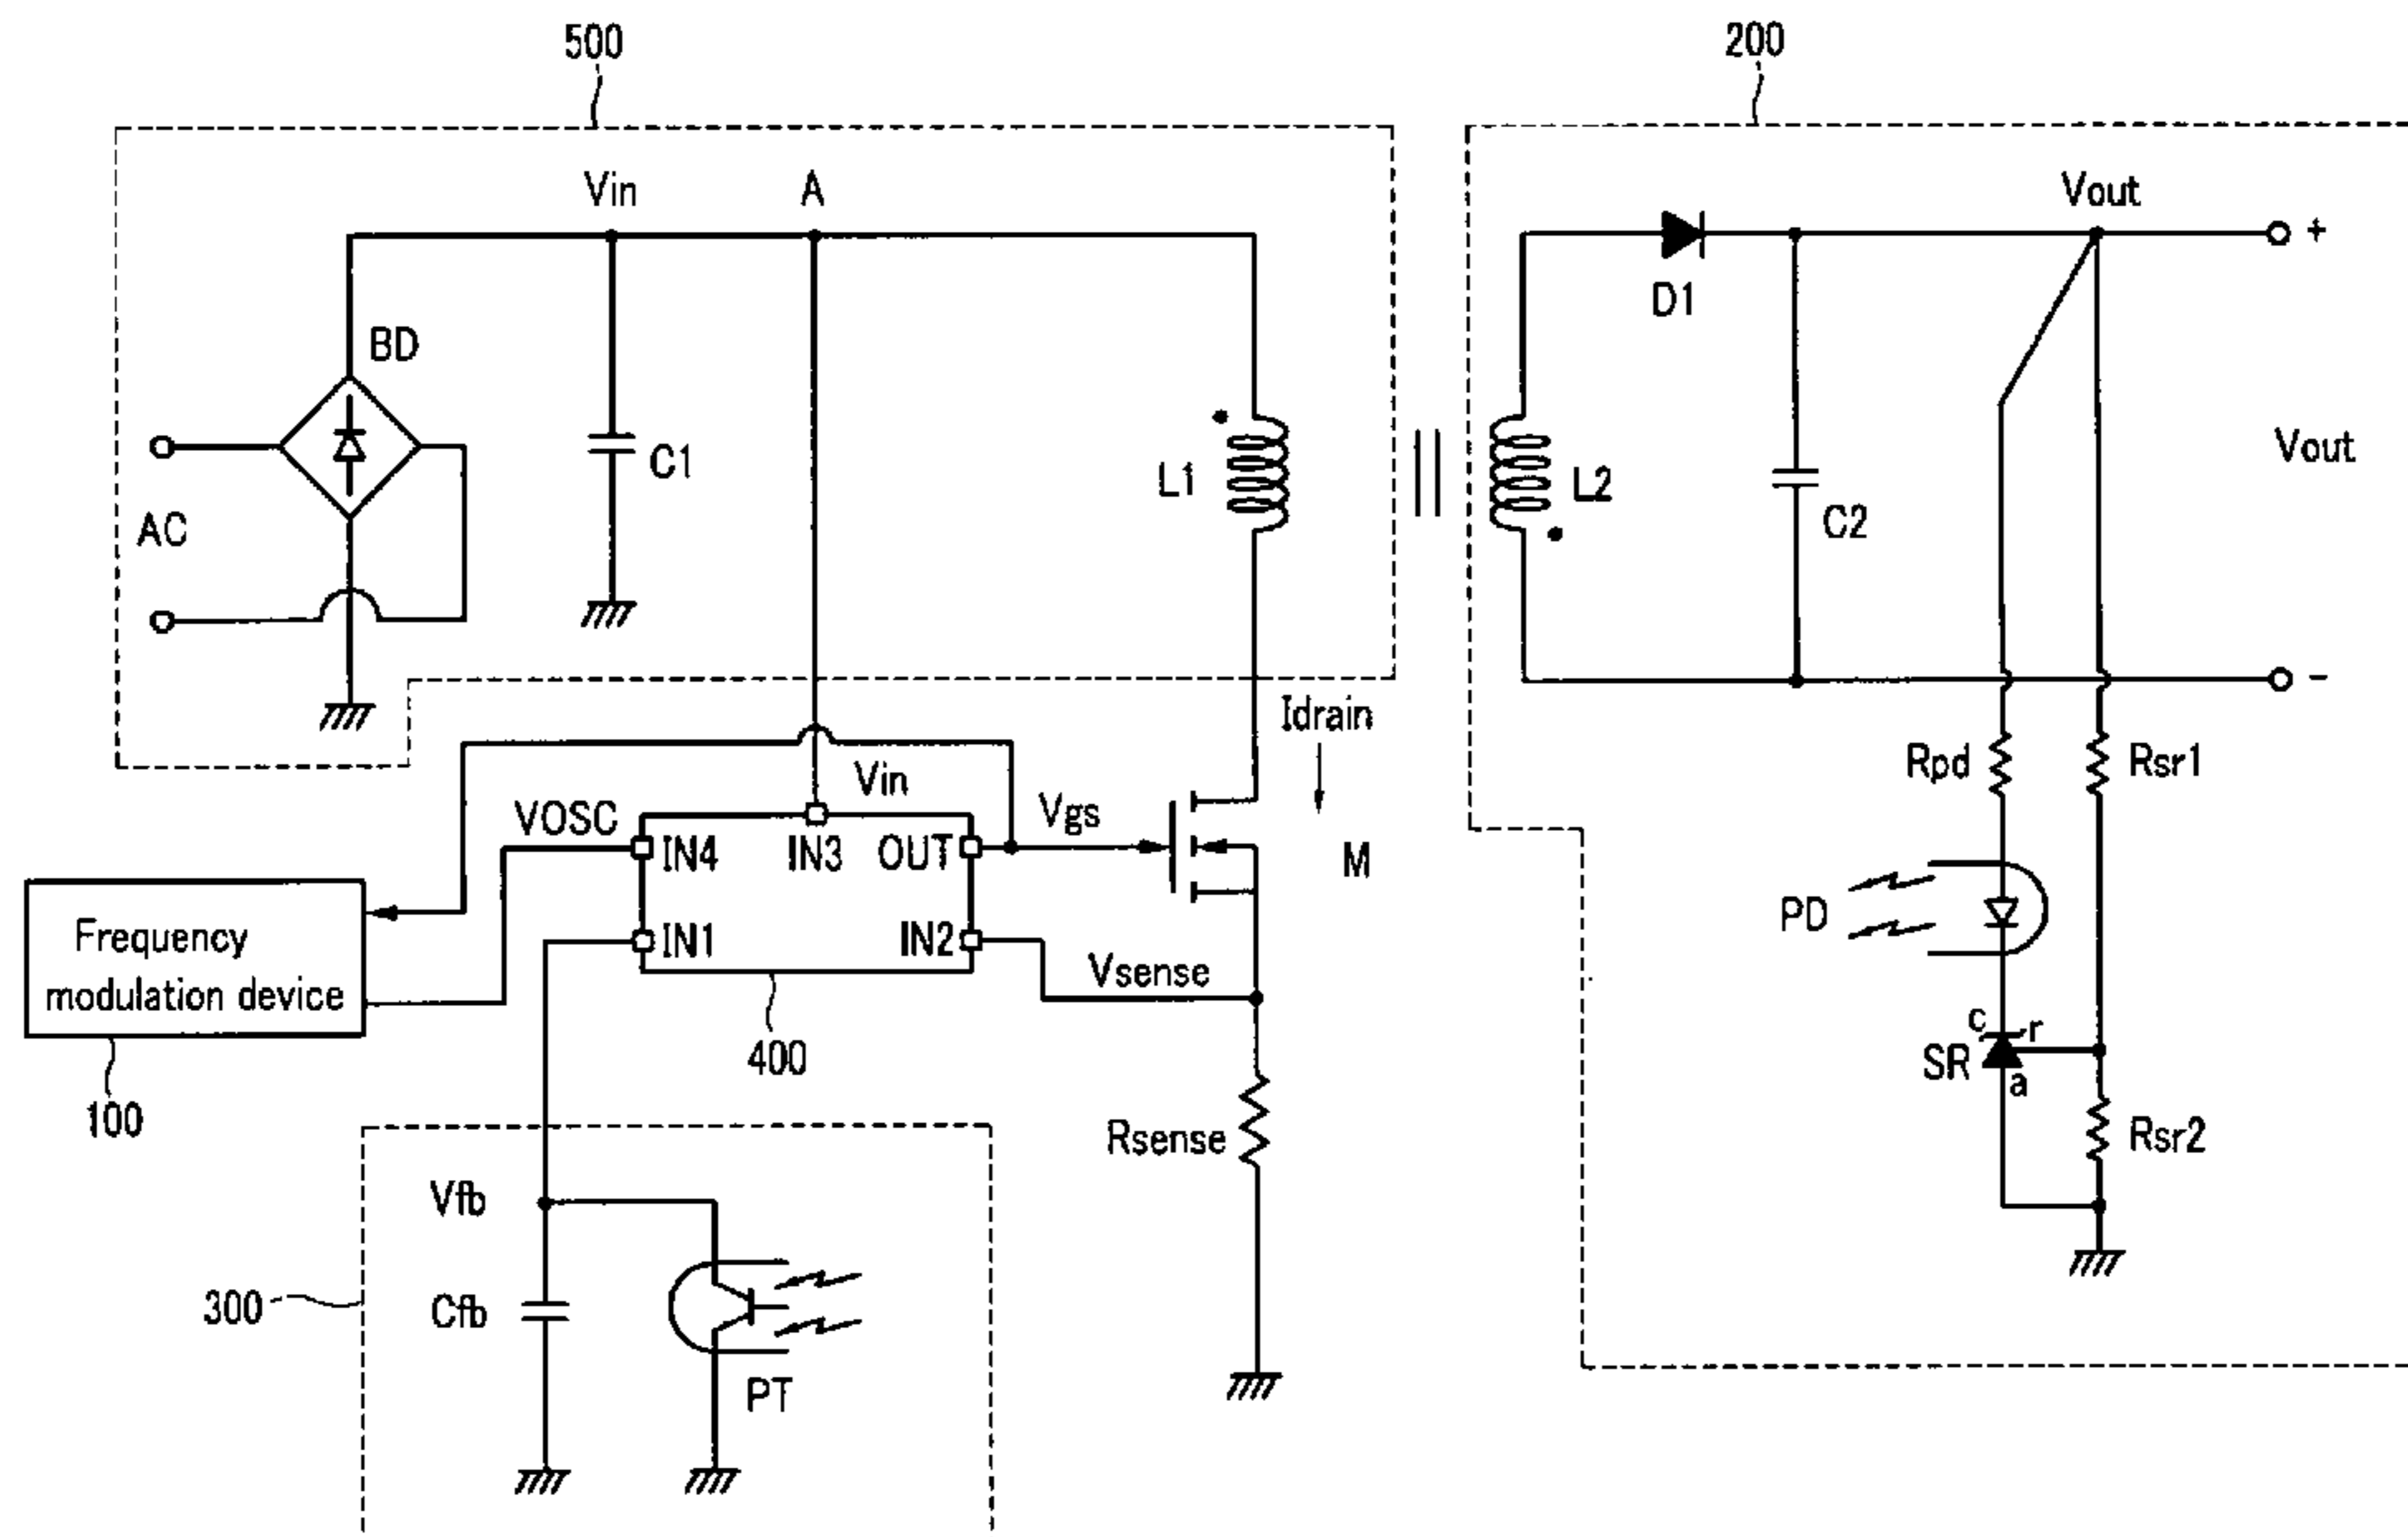 500
200
Vin
A
Vout
+
D1
BD
C1
L1
L2
Vout
C2
AC
Idrain
-
Rpd
Rsr1
Vin
VOSC
Vgs
IN4
IN3
OUT
M
PD
Frequency
modulation device
IN1
IN2
Vsense
c
r
SR
a
400
100
Rsense
Rsr2
Vfb
300
Cfb
PT